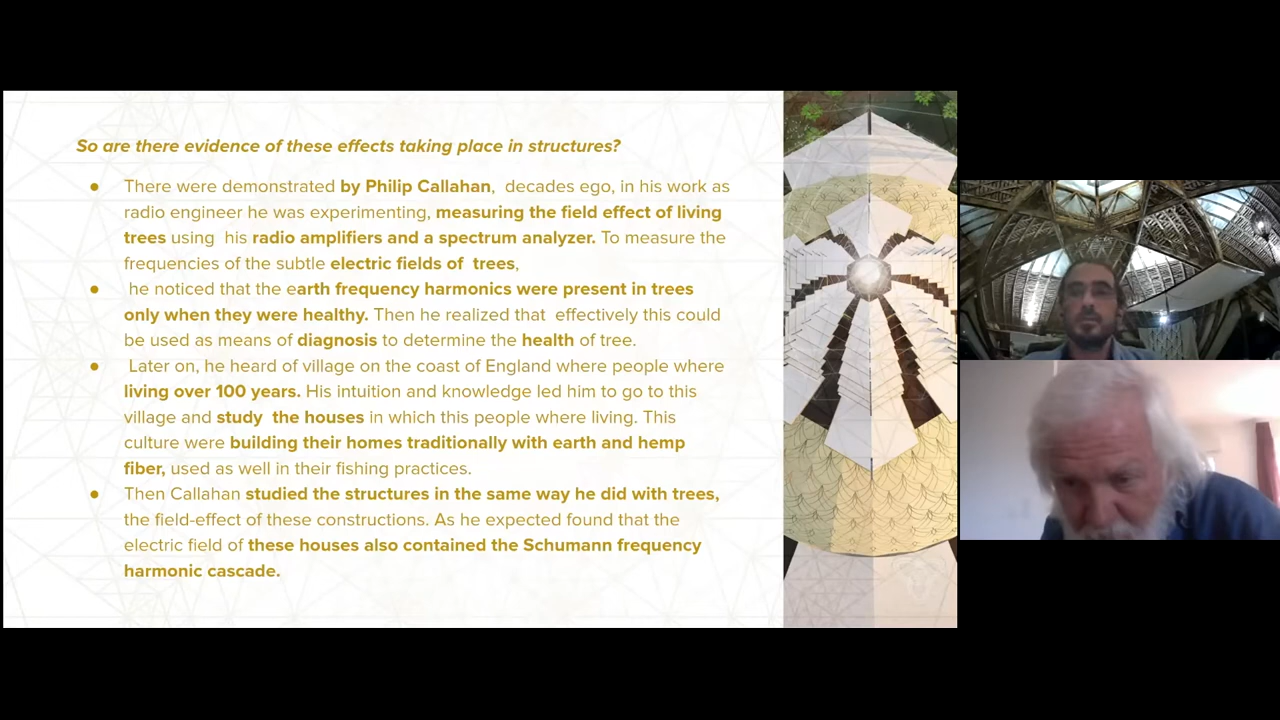 So are there evidence of these effects taking place in structures?
● There were demonstrated by Philip Callahan,  decades ego, in his work as
radio engineer he was experimenting, measuring the field effect of living
trees using  his radio amplifiers and a spectrum analyzer. To measure the
frequencies of the subtle electric fields of  trees,
●  he noticed that the earth frequency harmonics were present in trees
only when they were healthy. Then he realized that  effectively this could
be used as means of diagnosis to determine the health of tree.
●  Later on, he heard of village on the coast of England where people where
living over 100 years. His intuition and knowledge led him to go to this
village and study  the houses in which this people where living. This
culture were building their homes traditionally with earth and hemp
fiber, used as well in their fishing practices.
● Then Callahan studied the structures in the same way he did with trees,
the field-effect of these constructions. As he expected found that the
electric field of these houses also contained the Schumann frequency
harmonic cascade.